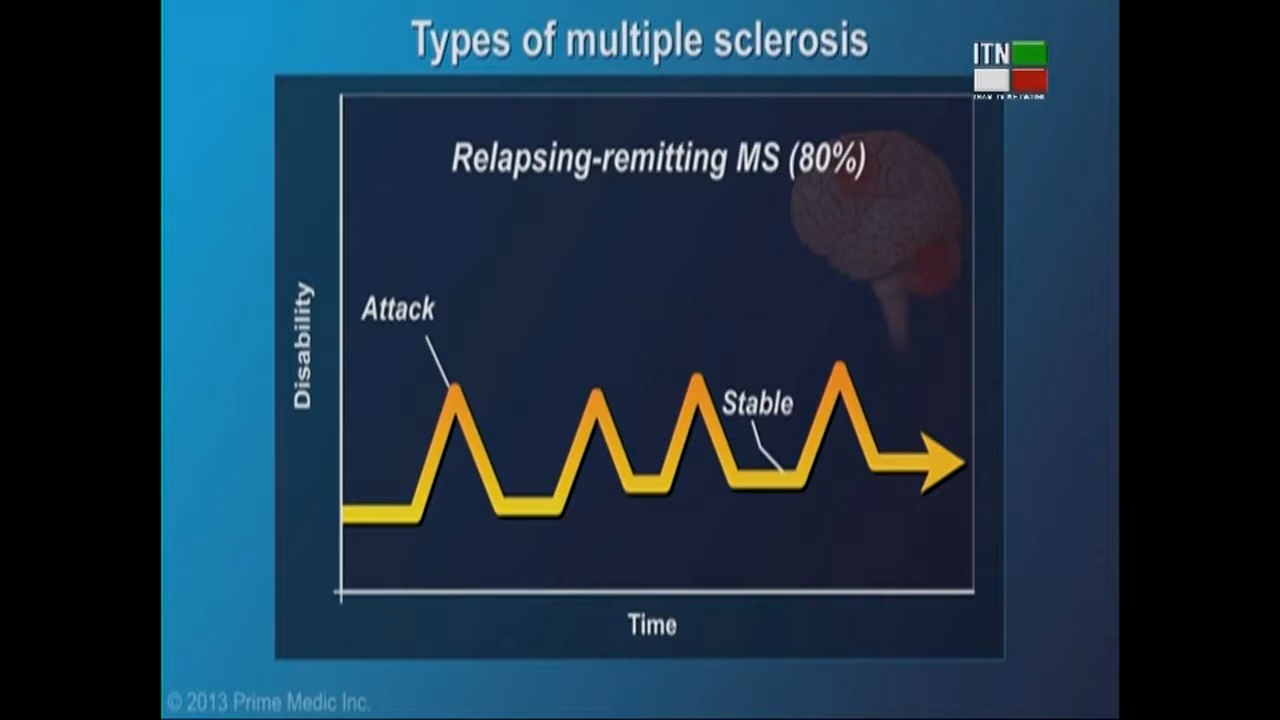 Types of multiple sclerosis
ITN
Relapsing-remitting MS (80%)
Attack
Stable
Disability
Time
© 2013 Prime Medic Inc.